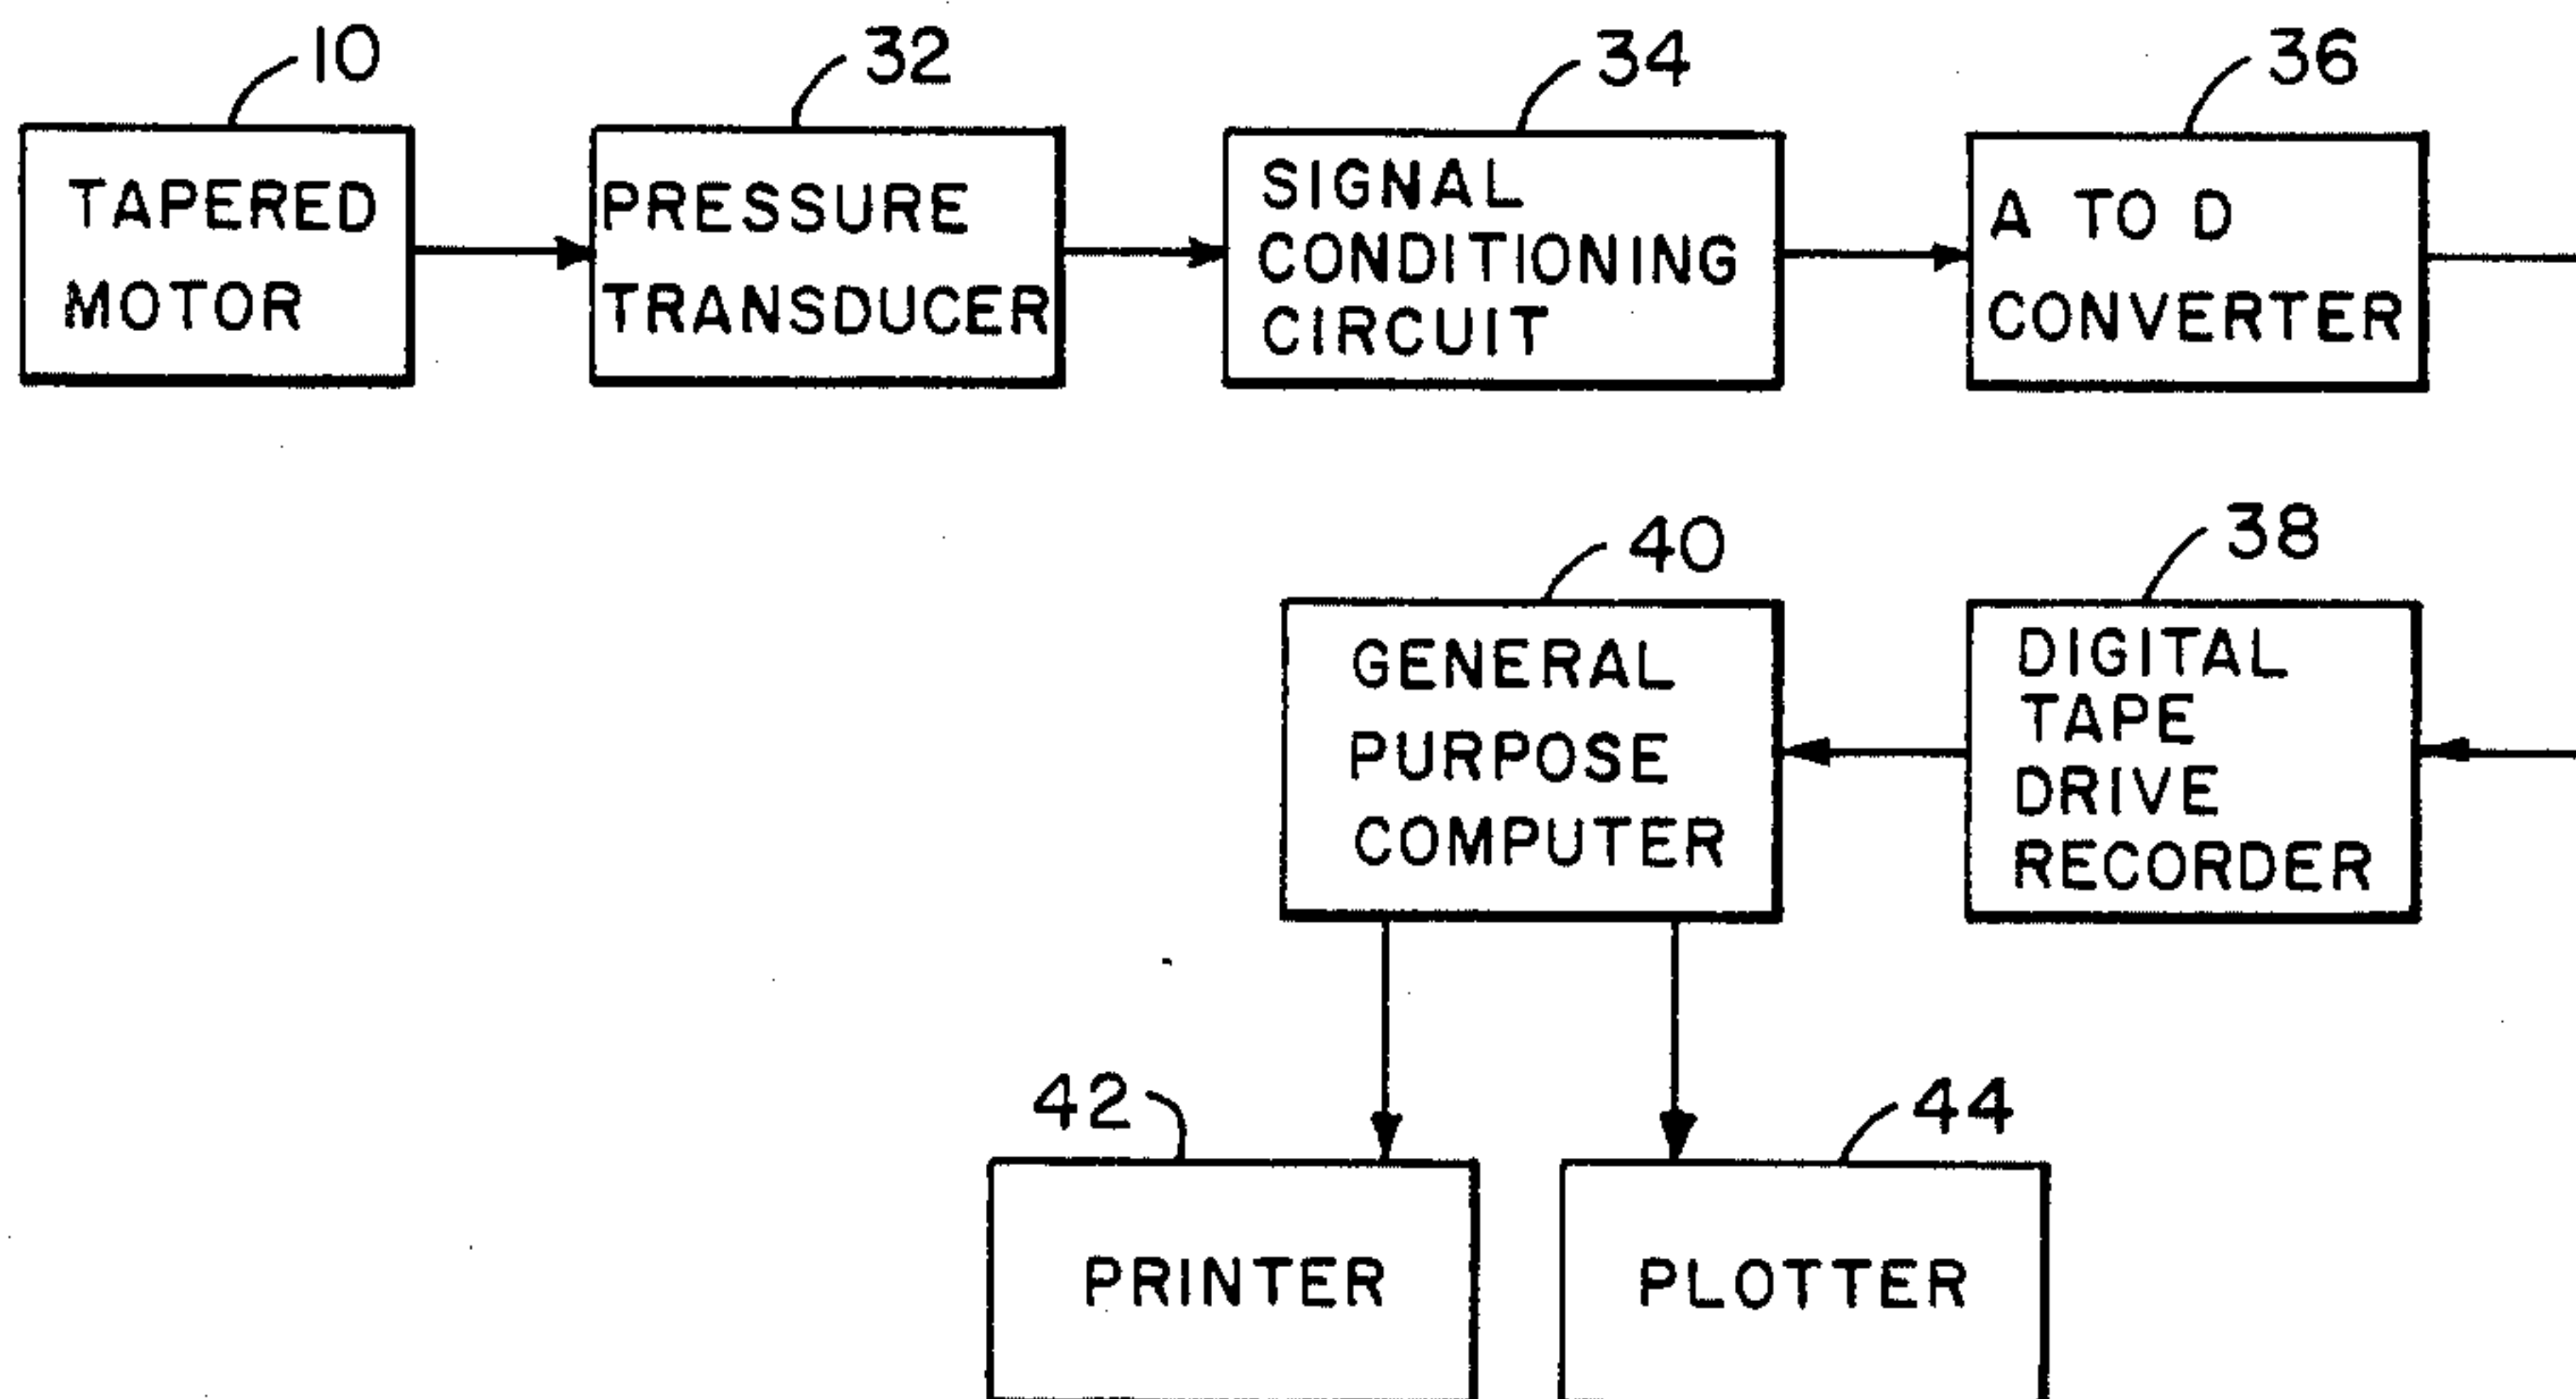 10
TAPERED
MOTOR
32
PRESSURE
TRANSDUCER
34
SIGNAL
CONDITIONING
CIRCUIT
36
A TO D
CONVERTER
38
DIGITAL
TAPE
DRIVE
RECORDER
40
GENERAL
PURPOSE
COMPUTER
42
PRINTER
44
PLOTTER